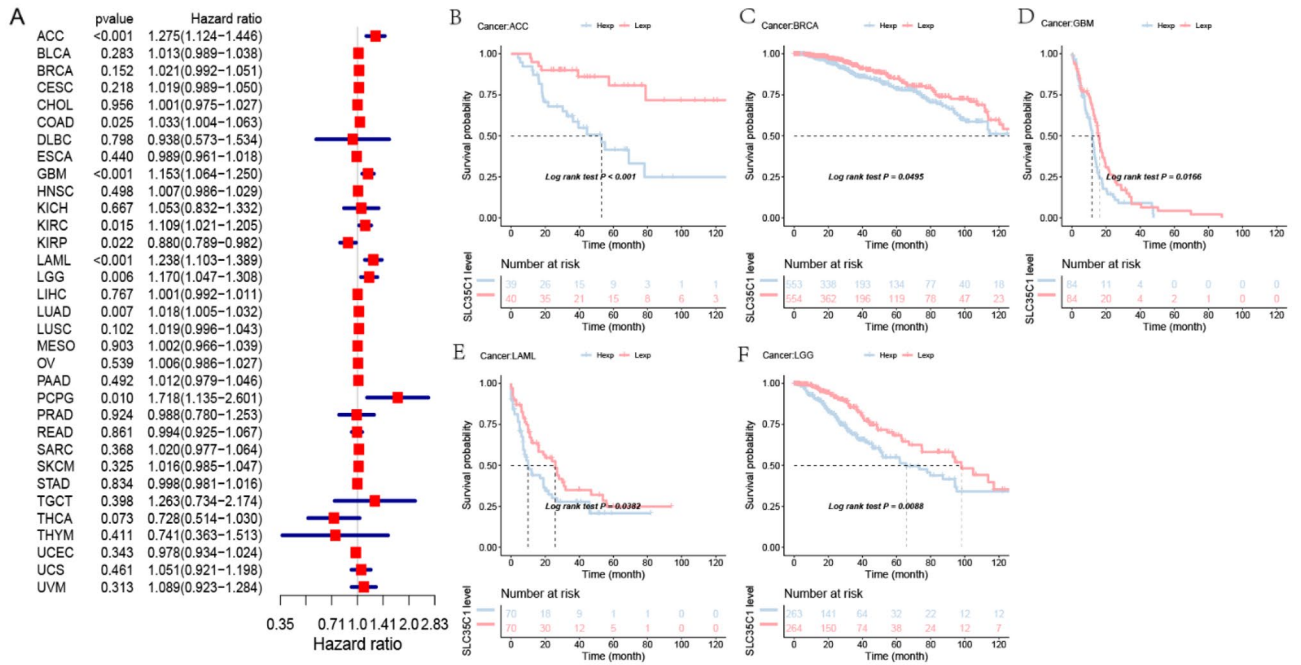 A
pvalue Hazard ratio
ACC <0.001 1.275(1.124−1.446)
BLCA 0.283 1.013(0.989−1.038)
BRCA 0.152 1.021(0.992−1.051)
CESC 0.218 1.019(0.989−1.050)
CHOL 0.956 1.001(0.975−1.027)
COAD 0.025 1.033(1.004−1.063)
DLBC 0.798 0.938(0.573−1.534)
ESCA 0.440 0.989(0.961−1.018)
GBM <0.001 1.153(1.064−1.250)
HNSC 0.498 1.007(0.986−1.029)
KICH 0.667 1.053(0.832−1.332)
KIRC 0.015 1.109(1.021−1.205)
KIRP 0.022 0.880(0.789−0.982)
LAML <0.001 1.238(1.103−1.389)
LGG 0.006 1.170(1.047−1.308)
LIHC 0.767 1.001(0.992−1.011)
LUAD 0.007 1.018(1.005−1.032)
LUSC 0.102 1.019(0.996−1.043)
MESO 0.903 1.002(0.966−1.039)
OV 0.539 1.006(0.986−1.027)
PAAD 0.492 1.012(0.979−1.046)
PCPG 0.010 1.718(1.135−2.601)
PRAD 0.924 0.988(0.780−1.253)
READ 0.861 0.994(0.925−1.067)
SARC 0.368 1.020(0.977−1.064)
SKCM 0.325 1.016(0.985−1.047)
STAD 0.834 0.998(0.981−1.016)
TGCT 0.398 1.263(0.734−2.174)
THCA 0.073 0.728(0.514−1.030)
THYM 0.411 0.741(0.363−1.513)
UCEC 0.343 0.978(0.934−1.024)
UCS 0.461 1.051(0.921−1.198)
UVM 0.313 1.089(0.923−1.284)
0.35 0.71 1.0 1.41 2.0 2.83
Hazard ratio
B
Cancer:ACC Hexp Lexp
Survival probability
1.00
0.75
0.50
0.25
0.00
Log rank test P < 0.001
0 20 40 60 80 100 120
Time (month)
Number at risk
SLC35C1 level
39 26 15 9 3 1 1
40 35 21 15 8 6 3
0 20 40 60 80 100 120
Time (month)
C
Cancer:BRCA Hexp Lexp
Survival probability
1.00
0.75
0.50
0.25
0.00
Log rank test P = 0.0495
0 20 40 60 80 100 120
Time (month)
Number at risk
SLC35C1 level
553 338 193 134 77 40 18
554 362 196 119 78 47 23
0 20 40 60 80 100 120
Time (month)
D
Cancer:GBM Hexp Lexp
Survival probability
1.00
0.75
0.50
0.25
0.00
Log rank test P = 0.0166
0 20 40 60 80 100 120
Time (month)
Number at risk
SLC35C1 level
84 11 4 0 0 0 0
84 20 4 2 1 0 0
0 20 40 60 80 100 120
Time (month)
E
Cancer:LAML Hexp Lexp
Survival probability
1.00
0.75
0.50
0.25
0.00
Log rank test P = 0.0382
0 20 40 60 80 100 120
Time (month)
Number at risk
SLC35C1 level
70 18 9 1 1 0 0
70 30 12 5 1 0 0
0 20 40 60 80 100 120
Time (month)
F
Cancer:LGG Hexp Lexp
Survival probability
1.00
0.75
0.50
0.25
0.00
Log rank test P = 0.0088
0 20 40 60 80 100 120
Time (month)
Number at risk
SLC35C1 level
263 141 64 32 22 12 12
264 150 74 38 24 12 7
0 20 40 60 80 100 120
Time (month)